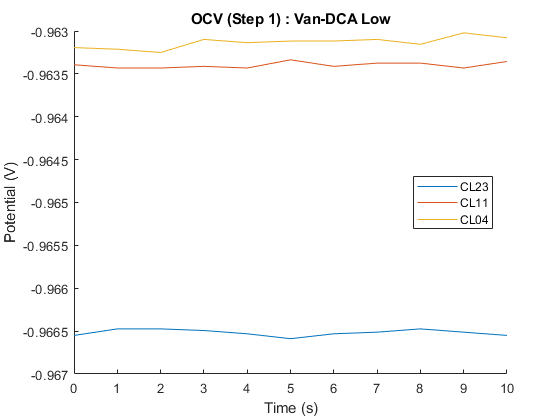 OCV (Step 1) : Van-DCA Low
-0.963
-0.9635
-0.964
-0.9645
-0.965
-0.9655
-0.966
-0.9665
-0.967
Potential (V)
CL23
CL11
CL04
0 1 2 3 4 5 6 7 8 9 10
Time (s)